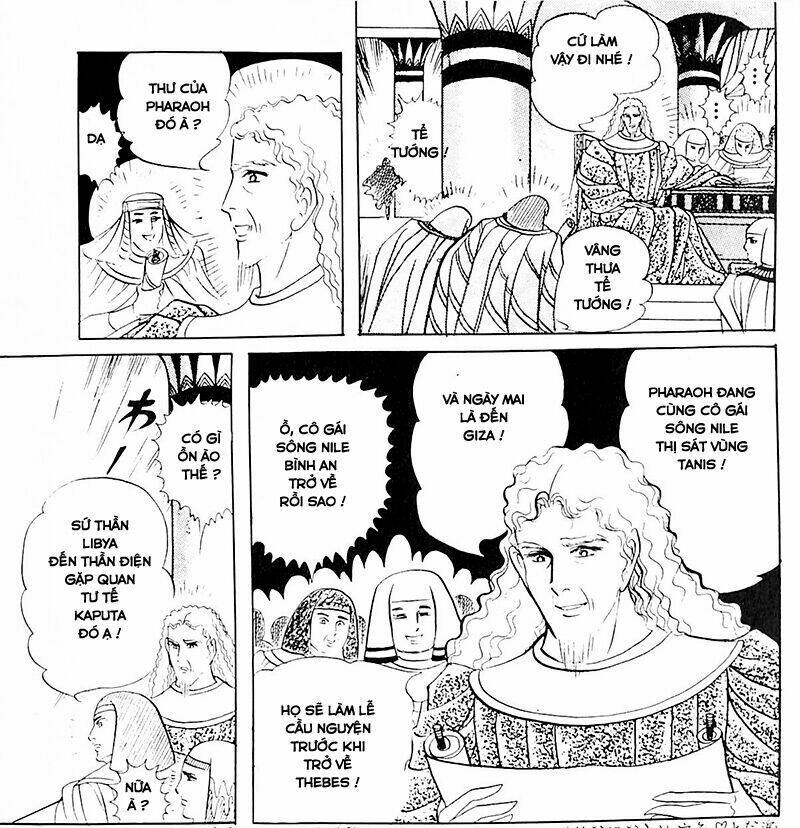 CỨ LÀM
VẬY ĐI NHÉ !
TỂ
TƯỚNG !
VÂNG
THƯA
TỂ
TƯỚNG !
THƯ CỦA
PHARAOH
ĐÓ À ?
DẠ
PHARAOH ĐANG
CÙNG CÔ GÁI
SÔNG NILE
THỊ SÁT VÙNG
TANIS !
VÀ NGÀY MAI
LÀ ĐẾN
GIZA !
Ồ, CÔ GÁI
SÔNG NILE
BÌNH AN
TRỞ VỀ
RỒI SAO !
HỌ SẼ LÀM LỄ
CẦU NGUYỆN
TRƯỚC KHI
TRỞ VỀ
THEBES !
CÓ GÌ
ỒN ÀO
THẾ ?
SỨ THẦN
LIBYA
ĐẾN THẦN ĐIỆN
GẶP QUAN
TƯ TẾ
KAPUTA
ĐÓ Ạ !
NỮA
À ?